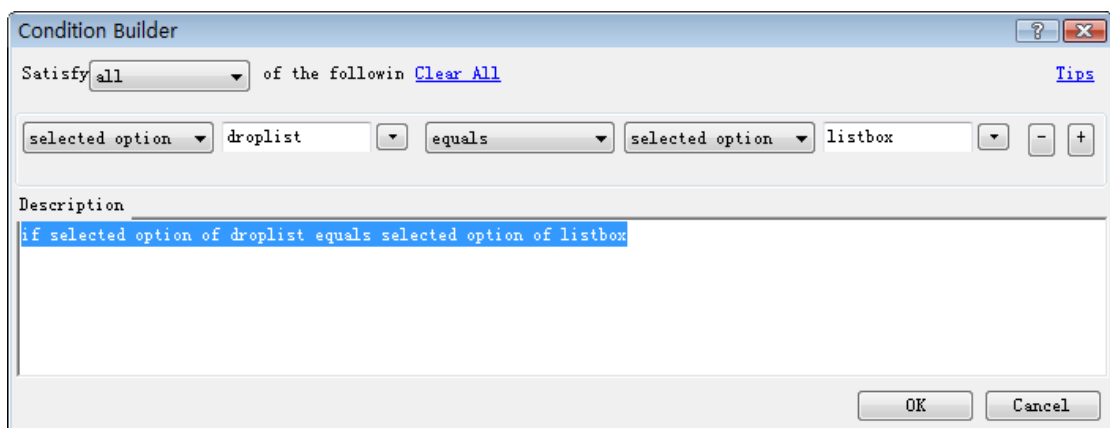 Condition Builder
Satisfy all of the followin Clear All Tips
selected option droplist equals selected option listbox - +
Description
if selected option of droplist equals selected option of listbox
OK Cancel